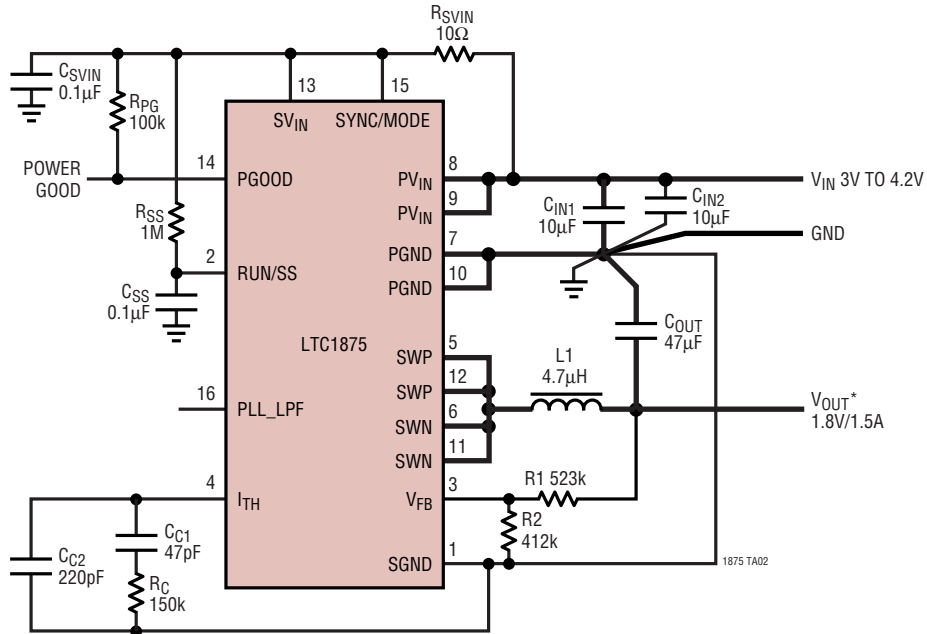 RSVIN
10Ω
CSVIN
0.1µF
RPG
100k
13
15
SVIN
SYNC/MODE
POWER
GOOD
14
PGOOD
8
PVIN
9
PVIN
VIN 3V TO 4.2V
CIN1
10µF
CIN2
10µF
GND
RSS
1M
7
PGND
10
PGND
2
RUN/SS
CSS
0.1µF
LTC1875
COUT
47µF
5
SWP
12
SWP
6
SWN
11
SWN
L1
4.7µH
VOUT*
1.8V/1.5A
16
PLL_LPF
4
ITH
3
VFB
R1 523k
R2
412k
1
SGND
CC1
47pF
CC2
220pF
RC
150k
1875 TA02